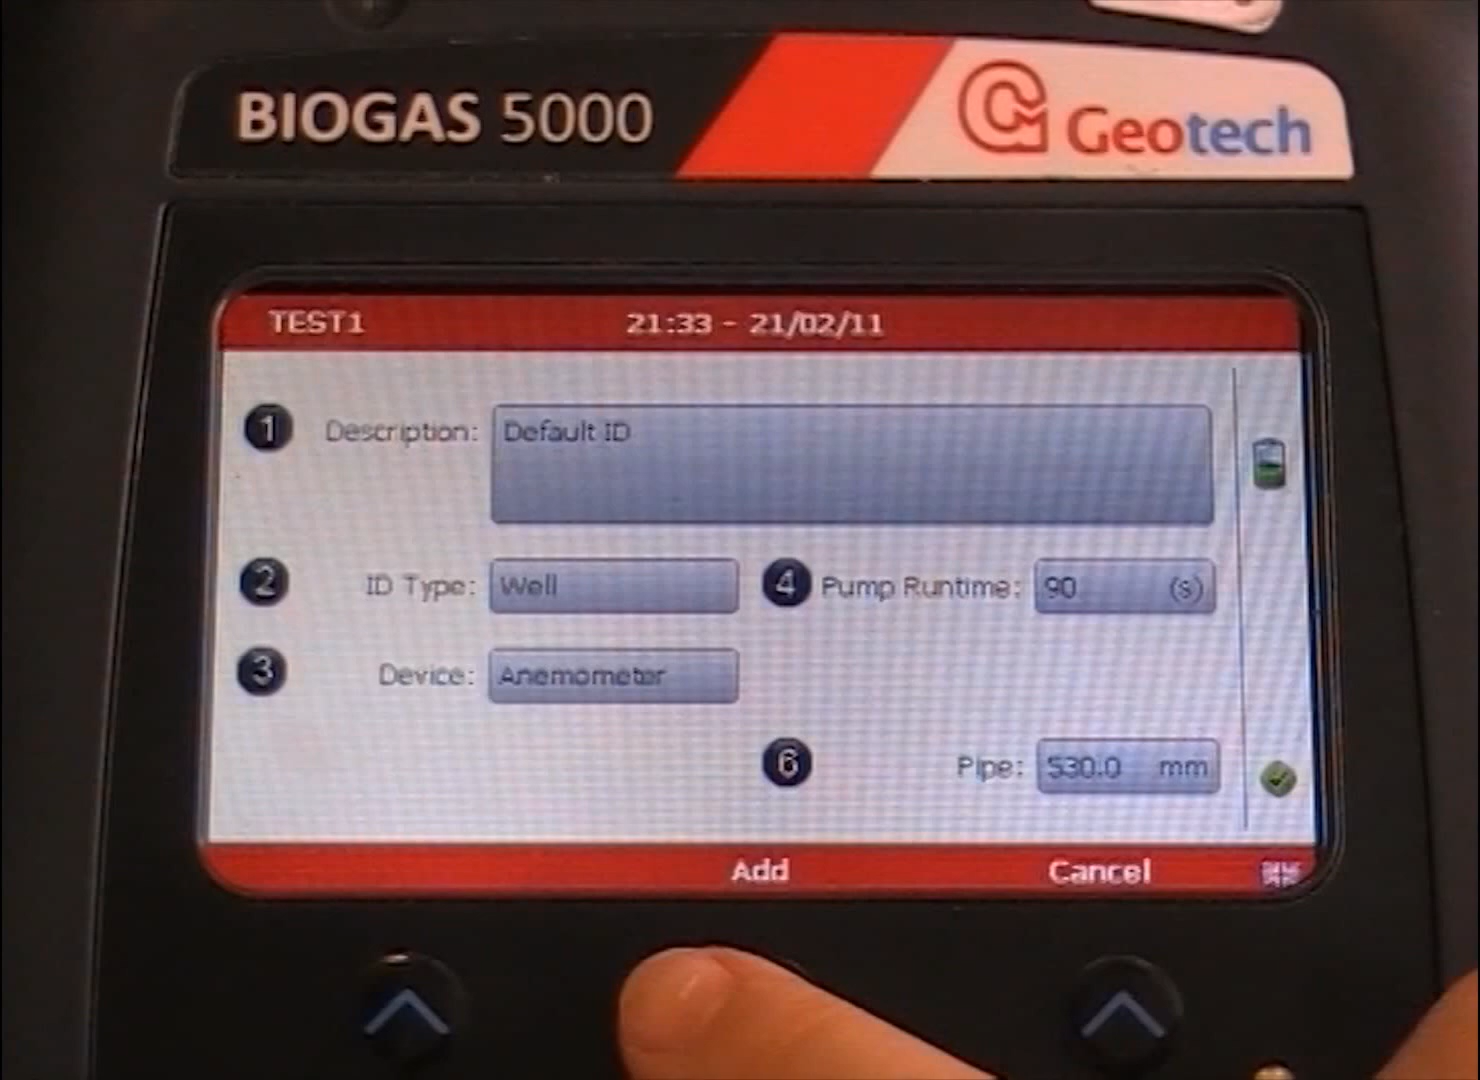 BIOGAS 5000
Geotech
TEST1 21:33 - 21/02/11
1 Description: Default ID
2 ID Type: Well 4 Pump Runtime: 90 (s)
3 Device: Anemometer
6 Pipe: 530.0 mm
Add Cancel